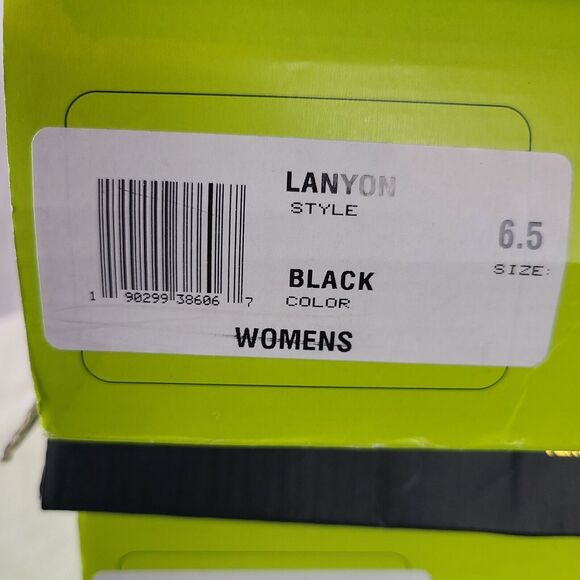 LANYON
STYLE
6.5
SIZE:
BLACK
COLOR
1 90299 38606 7
WOMENS